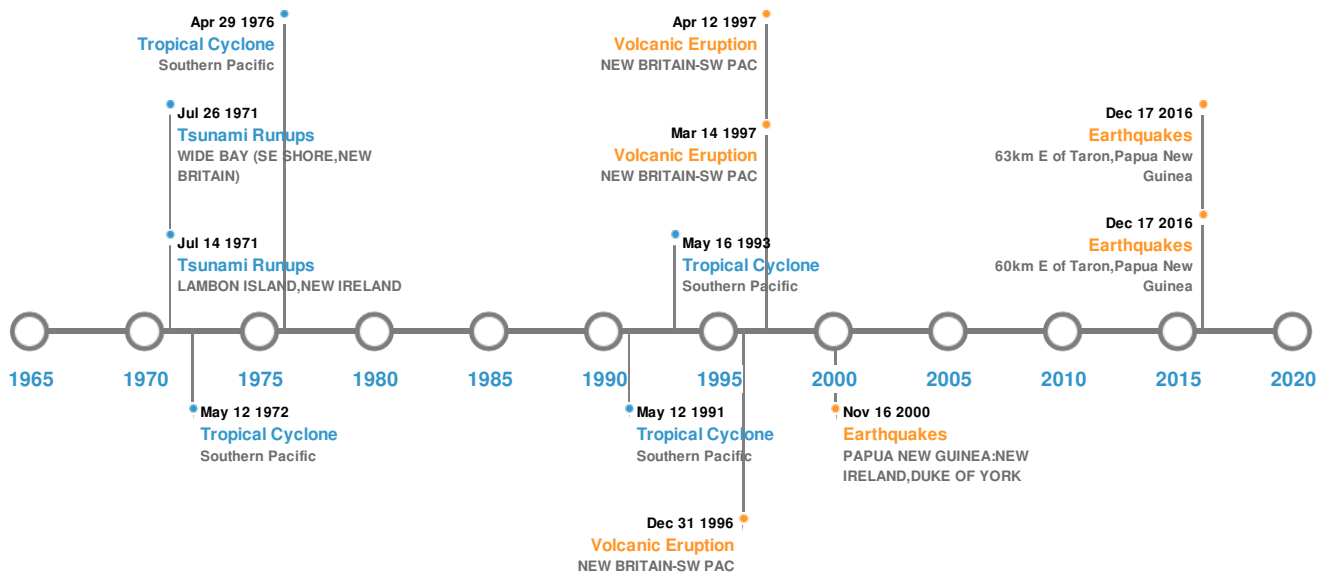 Apr 29 1976
Tropical Cyclone
Southern Pacific
Jul 26 1971
Tsunami Runups
WIDE BAY (SE SHORE,NEW
BRITAIN)
Jul 14 1971
Tsunami Runups
LAMBON ISLAND,NEW IRELAND
Apr 12 1997
Volcanic Eruption
NEW BRITAIN-SW PAC
Mar 14 1997
Volcanic Eruption
NEW BRITAIN-SW PAC
May 16 1993
Tropical Cyclone
Southern Pacific
Dec 17 2016
Earthquakes
63km E of Taron,Papua New
Guinea
Dec 17 2016
Earthquakes
60km E of Taron,Papua New
Guinea
1965 1970 1975 1980 1985 1990 1995 2000 2005 2010 2015 2020
May 12 1972
Tropical Cyclone
Southern Pacific
May 12 1991
Tropical Cyclone
Southern Pacific
Nov 16 2000
Earthquakes
PAPUA NEW GUINEA:NEW
IRELAND,DUKE OF YORK
Dec 31 1996
Volcanic Eruption
NEW BRITAIN-SW PAC